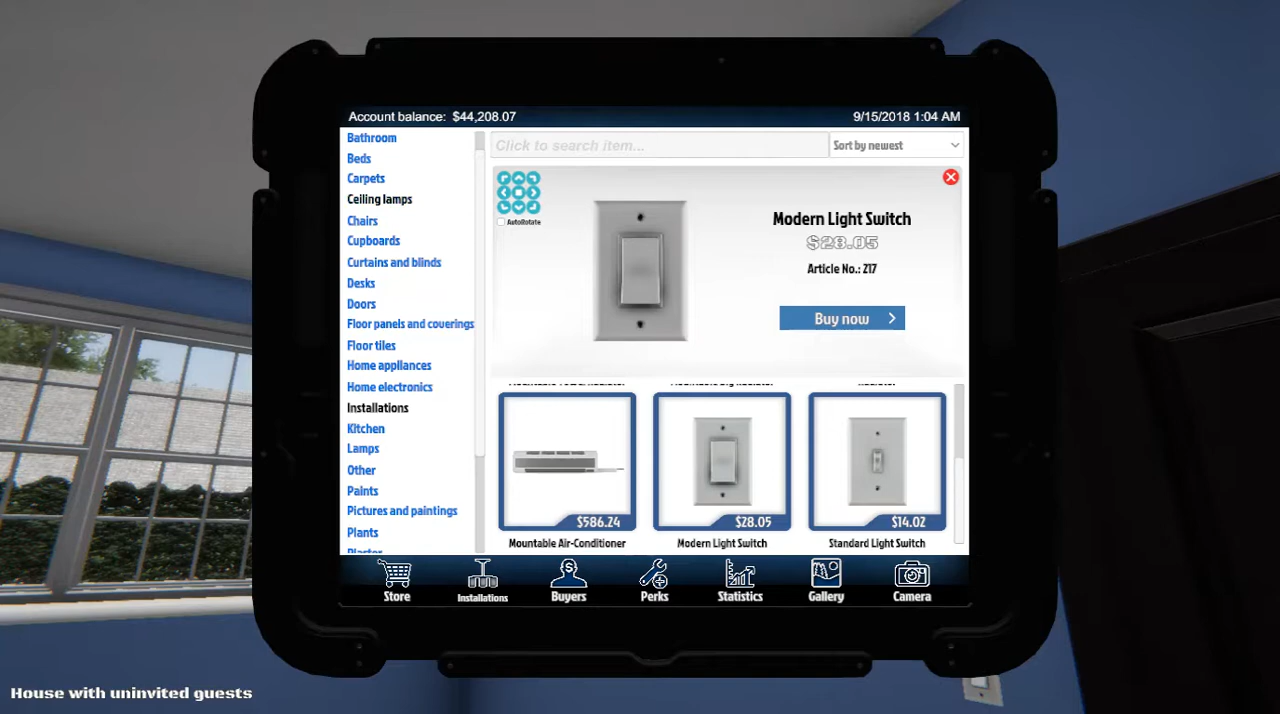 Account balance: $44,208.07
9/15/2018 1:04 AM
Bathroom
Beds
Carpets
Ceiling lamps
Chairs
Cupboards
Curtains and blinds
Desks
Doors
Floor panels and coverings
Floor tiles
Home appliances
Home electronics
Installations
Kitchen
Lamps
Other
Paints
Pictures and paintings
Plants
Click to search item...
Sort by newest
AutoRotate
Modern Light Switch
$28.05
Article No.: 217
Buy now
$586.24
$28.05
$14.02
Mountable Air-Conditioner
Modern Light Switch
Standard Light Switch
Store
Installations
Buyers
Perks
Statistics
Gallery
Camera
House with uninvited guests